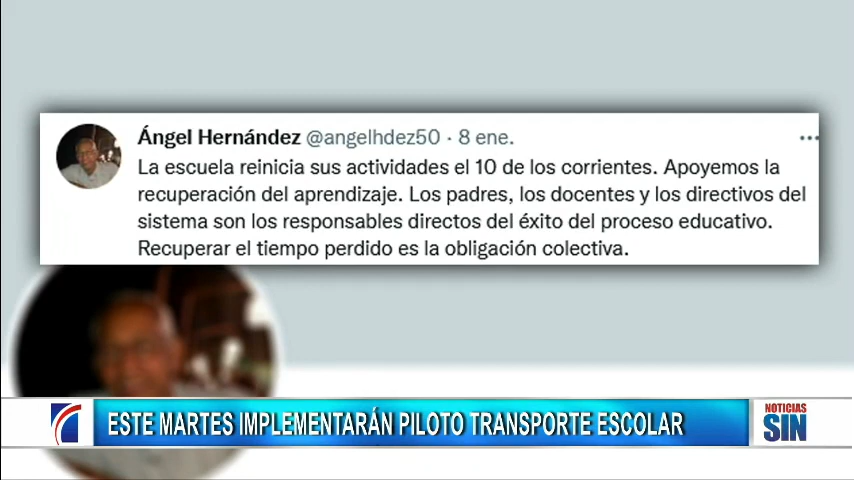 Ángel Hernández @angelhdez50 · 8 ene. ...
La escuela reinicia sus actividades el 10 de los corrientes. Apoyemos la
recuperación del aprendizaje. Los padres, los docentes y los directivos del
sistema son los responsables directos del éxito del proceso educativo.
Recuperar el tiempo perdido es la obligación colectiva.
ESTE MARTES IMPLEMENTARÁN PILOTO TRANSPORTE ESCOLAR
NOTICIAS
SIN